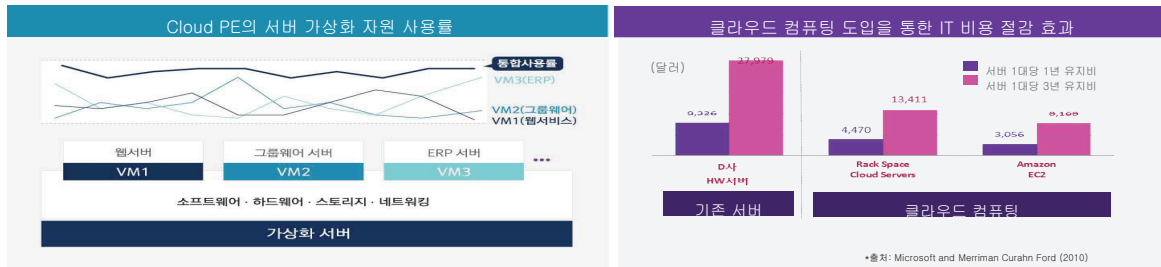 Cloud PE의 서버 가상화 자원 사용률
통합사용률
VM3(ERP)
VM2(그룹웨어)
VM1(웹서비스)
웹서버
그룹웨어 서버
ERP 서버
VM1
VM2
VM3
...
소프트웨어 · 하드웨어 · 스토리지 · 네트워킹
가상화 서버
클라우드 컴퓨팅 도입을 통한 IT 비용 절감 효과
(달러)
서버 1대당 1년 유지비
서버 1대당 3년 유지비
27,979
13,411
4,470
3,056
D사
HW서버
Rack Space
Cloud Servers
Amazon
EC2
기존 서버
클라우드 컴퓨팅
*출처: Microsoft and Merriman Curahn Ford (2010)